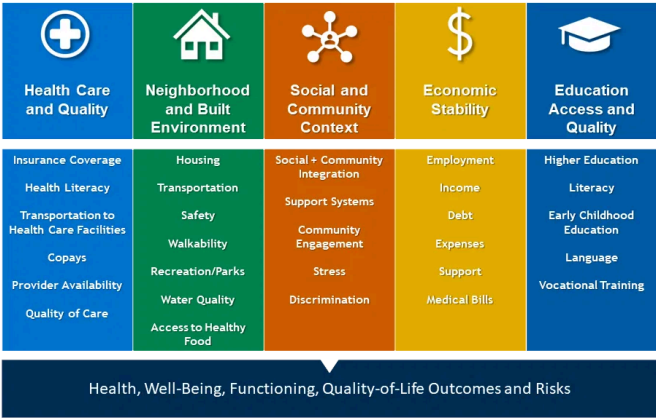 Health Care
and Quality
Neighborhood
and Built
Environment
Social and
Community
Context
Economic
Stability
Education
Access and
Quality
Insurance Coverage
Health Literacy
Transportation to
Health Care Facilities
Copays
Provider Availability
Quality of Care
Housing
Transportation
Safety
Walkability
Recreation/Parks
Water Quality
Access to Healthy
Food
Social + Community
Integration
Support Systems
Community
Engagement
Stress
Discrimination
Employment
Income
Debt
Expenses
Support
Medical Bills
Higher Education
Literacy
Early Childhood
Education
Language
Vocational Training
Health, Well-Being, Functioning, Quality-of-Life Outcomes and Risks